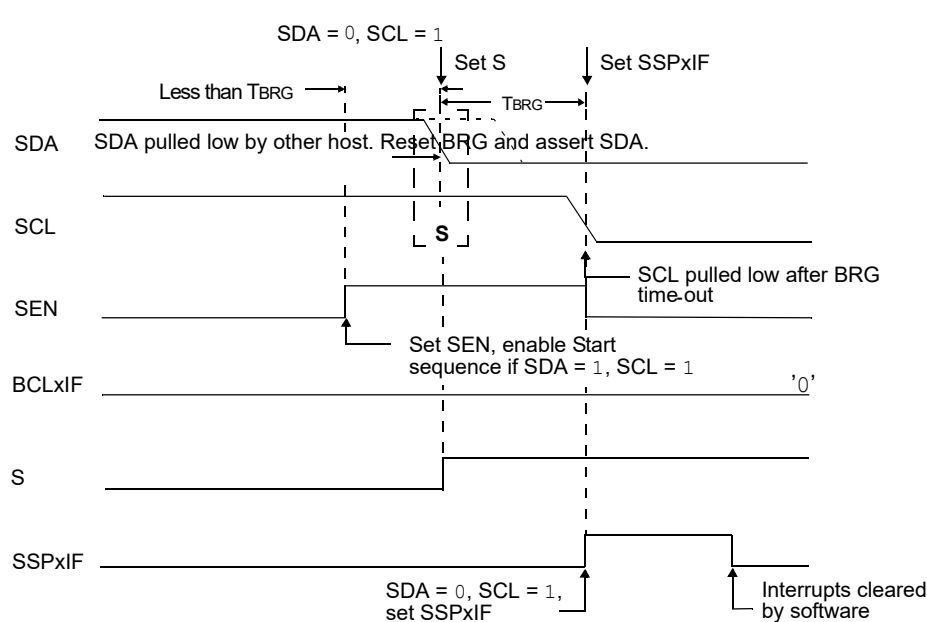 SDA = 0, SCL = 1
Set S
Set SSPxIF
Less than TBRG
TBRG
SDA
SDA pulled low by other host. Reset BRG and assert SDA.
SCL
S
SCL pulled low after BRG
time-out
SEN
Set SEN, enable Start
sequence if SDA = 1, SCL = 1
BCLxIF
'0'
S
SSPxIF
SDA = 0, SCL = 1,
set SSPxIF
Interrupts cleared
by software